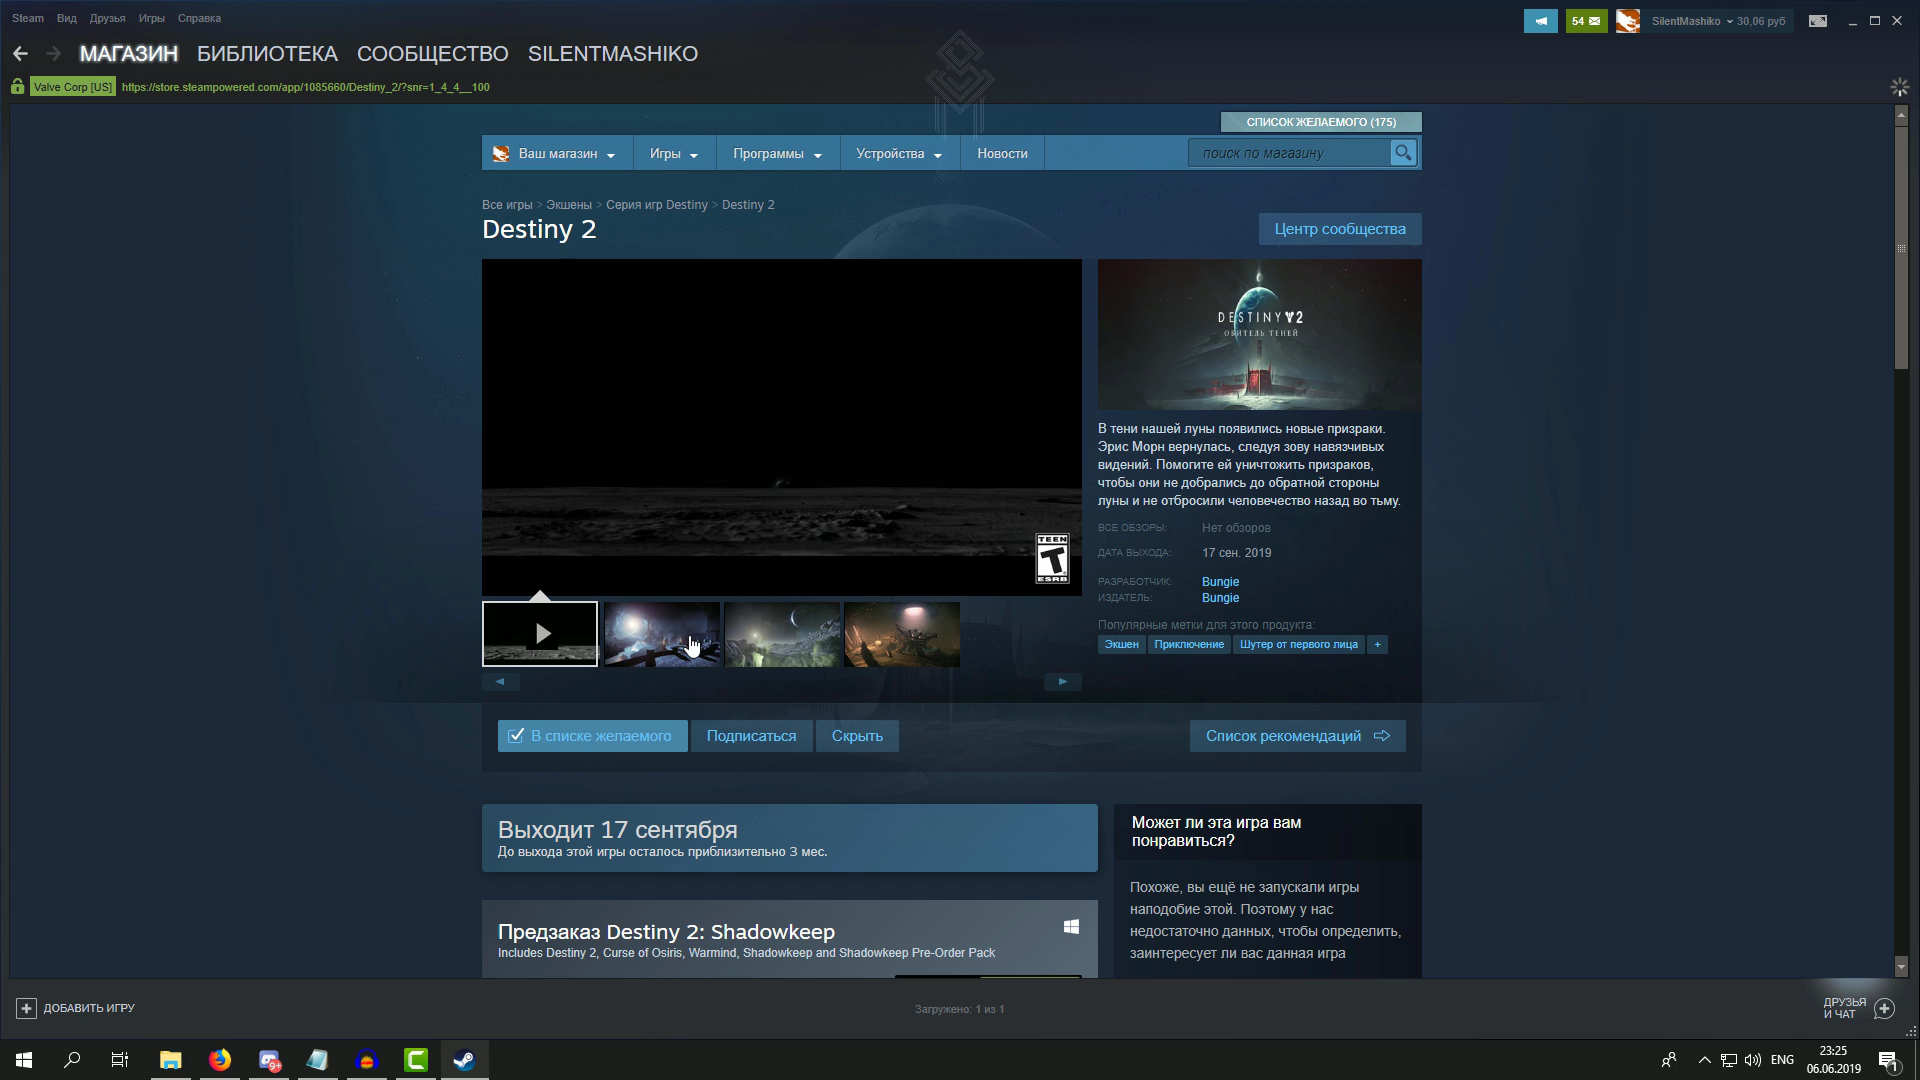 Steam Вид Друзья Игры Справка
54
SilentMashiko 30,06 руб
МАГАЗИН БИБЛИОТЕКА СООБЩЕСТВО SILENTMASHIKO
Valve Corp [US] https://store.steampowered.com/app/1085660/Destiny_2/?snr=1_4_4__100
СПИСОК ЖЕЛАЕМОГО (175)
Ваш магазин Игры Программы Устройства Новости
поиск по магазину
Все игры > Экшены > Серия игр Destiny > Destiny 2
Destiny 2
Центр сообщества
DESTINY 2
ОБИТЕЛЬ ТЕНЕЙ
В тени нашей луны появились новые призраки.
Эрис Морн вернулась, следуя зову навязчивых
видений. Помогите ей уничтожить призраков,
чтобы они не добрались до обратной стороны
луны и не отбросили человечество назад во тьму.
ВСЕ ОБЗОРЫ: Нет обзоров
ДАТА ВЫХОДА: 17 сен. 2019
РАЗРАБОТЧИК: Bungie
ИЗДАТЕЛЬ: Bungie
TEEN
T
ESRB
Популярные метки для этого продукта:
Экшен Приключение Шутер от первого лица +
В списке желаемого Подписаться Скрыть
Список рекомендаций
Выходит 17 сентября
До выхода этой игры осталось приблизительно 3 мес.
Может ли эта игра вам
понравиться?
Похоже, вы ещё не запускали игры
наподобие этой. Поэтому у нас
недостаточно данных, чтобы определить,
заинтересует ли вас данная игра
Предзаказ Destiny 2: Shadowkeep
Includes Destiny 2, Curse of Osiris, Warmind, Shadowkeep and Shadowkeep Pre-Order Pack
ДОБАВИТЬ ИГРУ
Загружено: 1 из 1
ДРУЗЬЯ
И ЧАТ
9+
ENG
23:25
06.06.2019
1